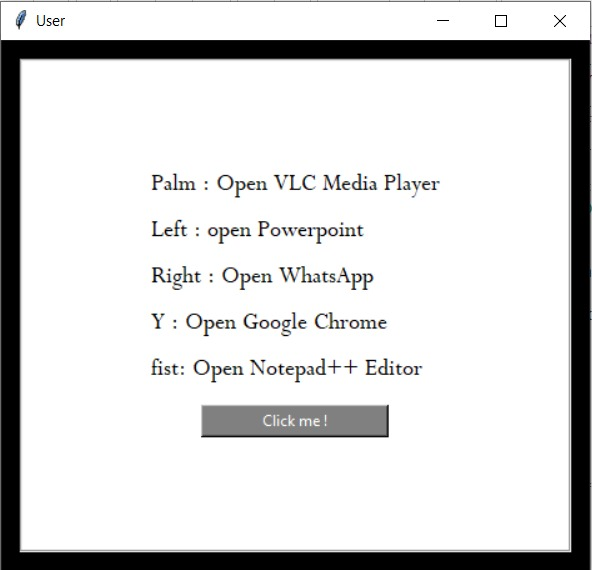 User
Palm : Open VLC Media Player
Left : open Powerpoint
Right : Open WhatsApp
Y : Open Google Chrome
fist: Open Notepad++ Editor
Click me !